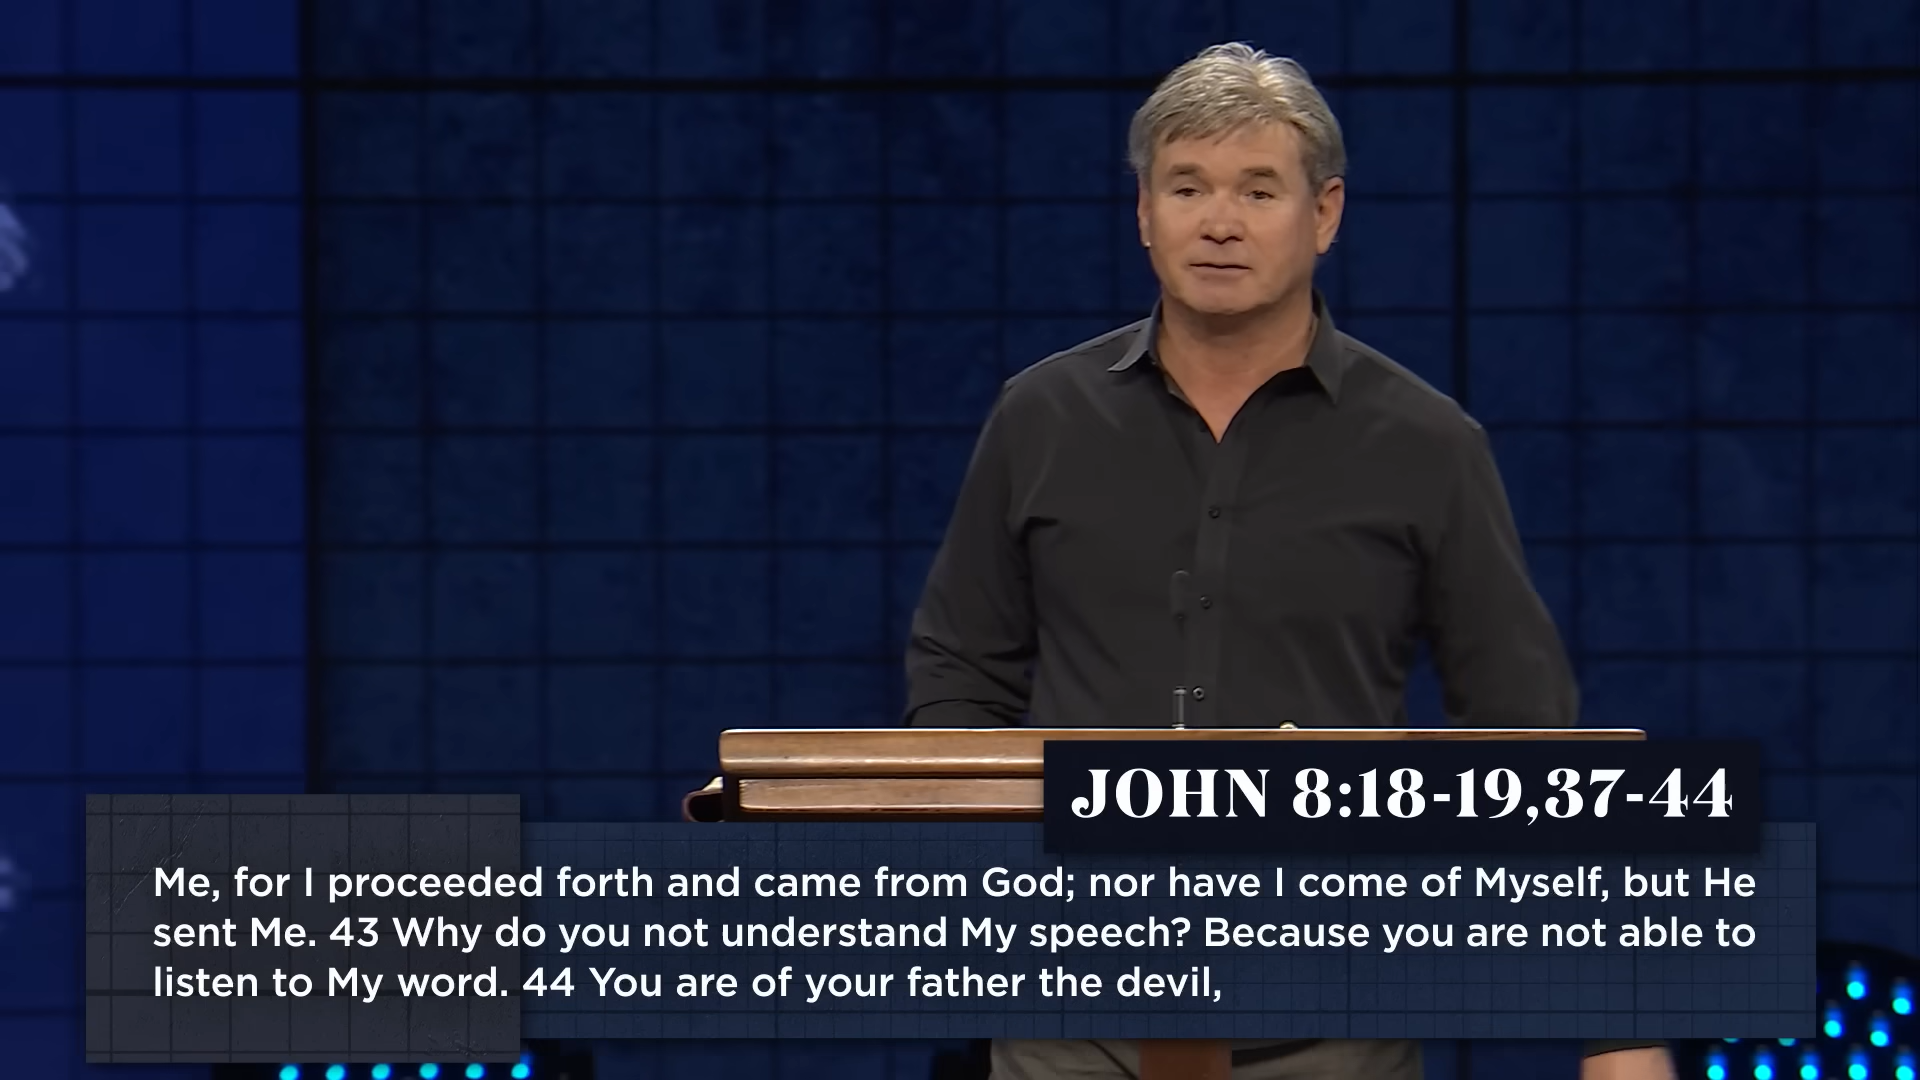 JOHN 8:18-19,37-44
Me, for I proceeded forth and came from God; nor have I come of Myself, but He
sent Me. 43 Why do you not understand My speech? Because you are not able to
listen to My word. 44 You are of your father the devil,